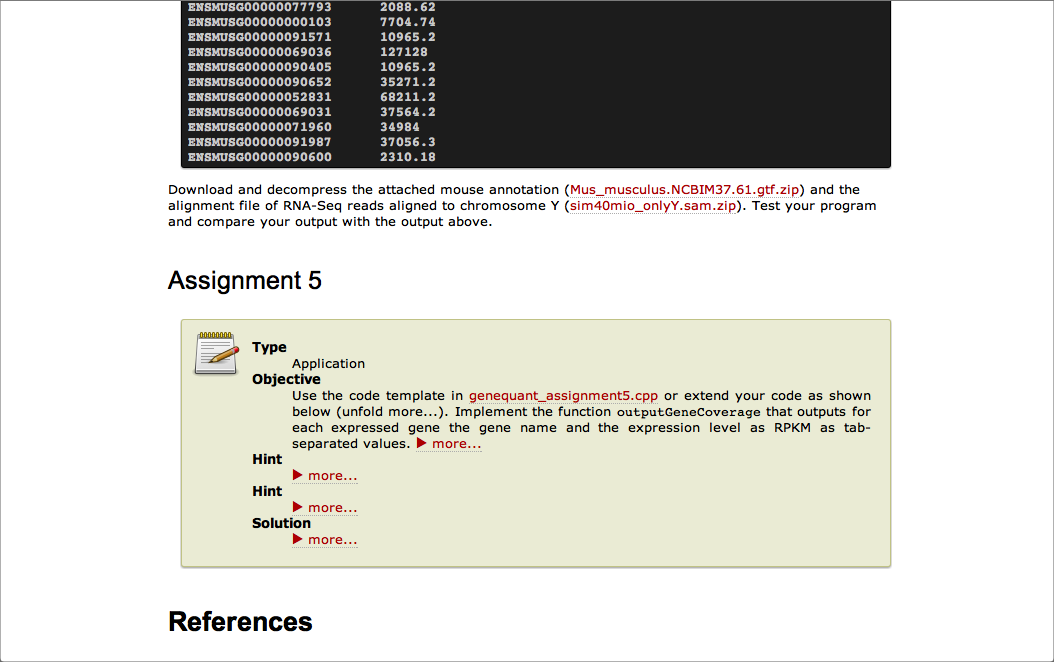 ENSMUSG00000077793 2088.62
ENSMUSG00000000103 7704.74
ENSMUSG00000091571 10965.2
ENSMUSG00000069036 127128
ENSMUSG00000090405 10965.2
ENSMUSG00000090652 35271.2
ENSMUSG00000052831 68211.2
ENSMUSG00000069031 37564.2
ENSMUSG00000071960 34984
ENSMUSG00000091987 37056.3
ENSMUSG00000090600 2310.18
Download and decompress the attached mouse annotation (Mus_musculus.NCBIM37.61.gtf.zip) and the
alignment file of RNA-Seq reads aligned to chromosome Y (sim40mio_onlyY.sam.zip). Test your program
and compare your output with the output above.
Assignment 5
Type
Application
Objective
Use the code template in genequant_assignment5.cpp or extend your code as shown
below (unfold more...). Implement the function outputGeneCoverage that outputs for
each expressed gene the gene name and the expression level as RPKM as tab-
separated values. ▶ more...
Hint
▶ more...
Hint
▶ more...
Solution
▶ more...
References